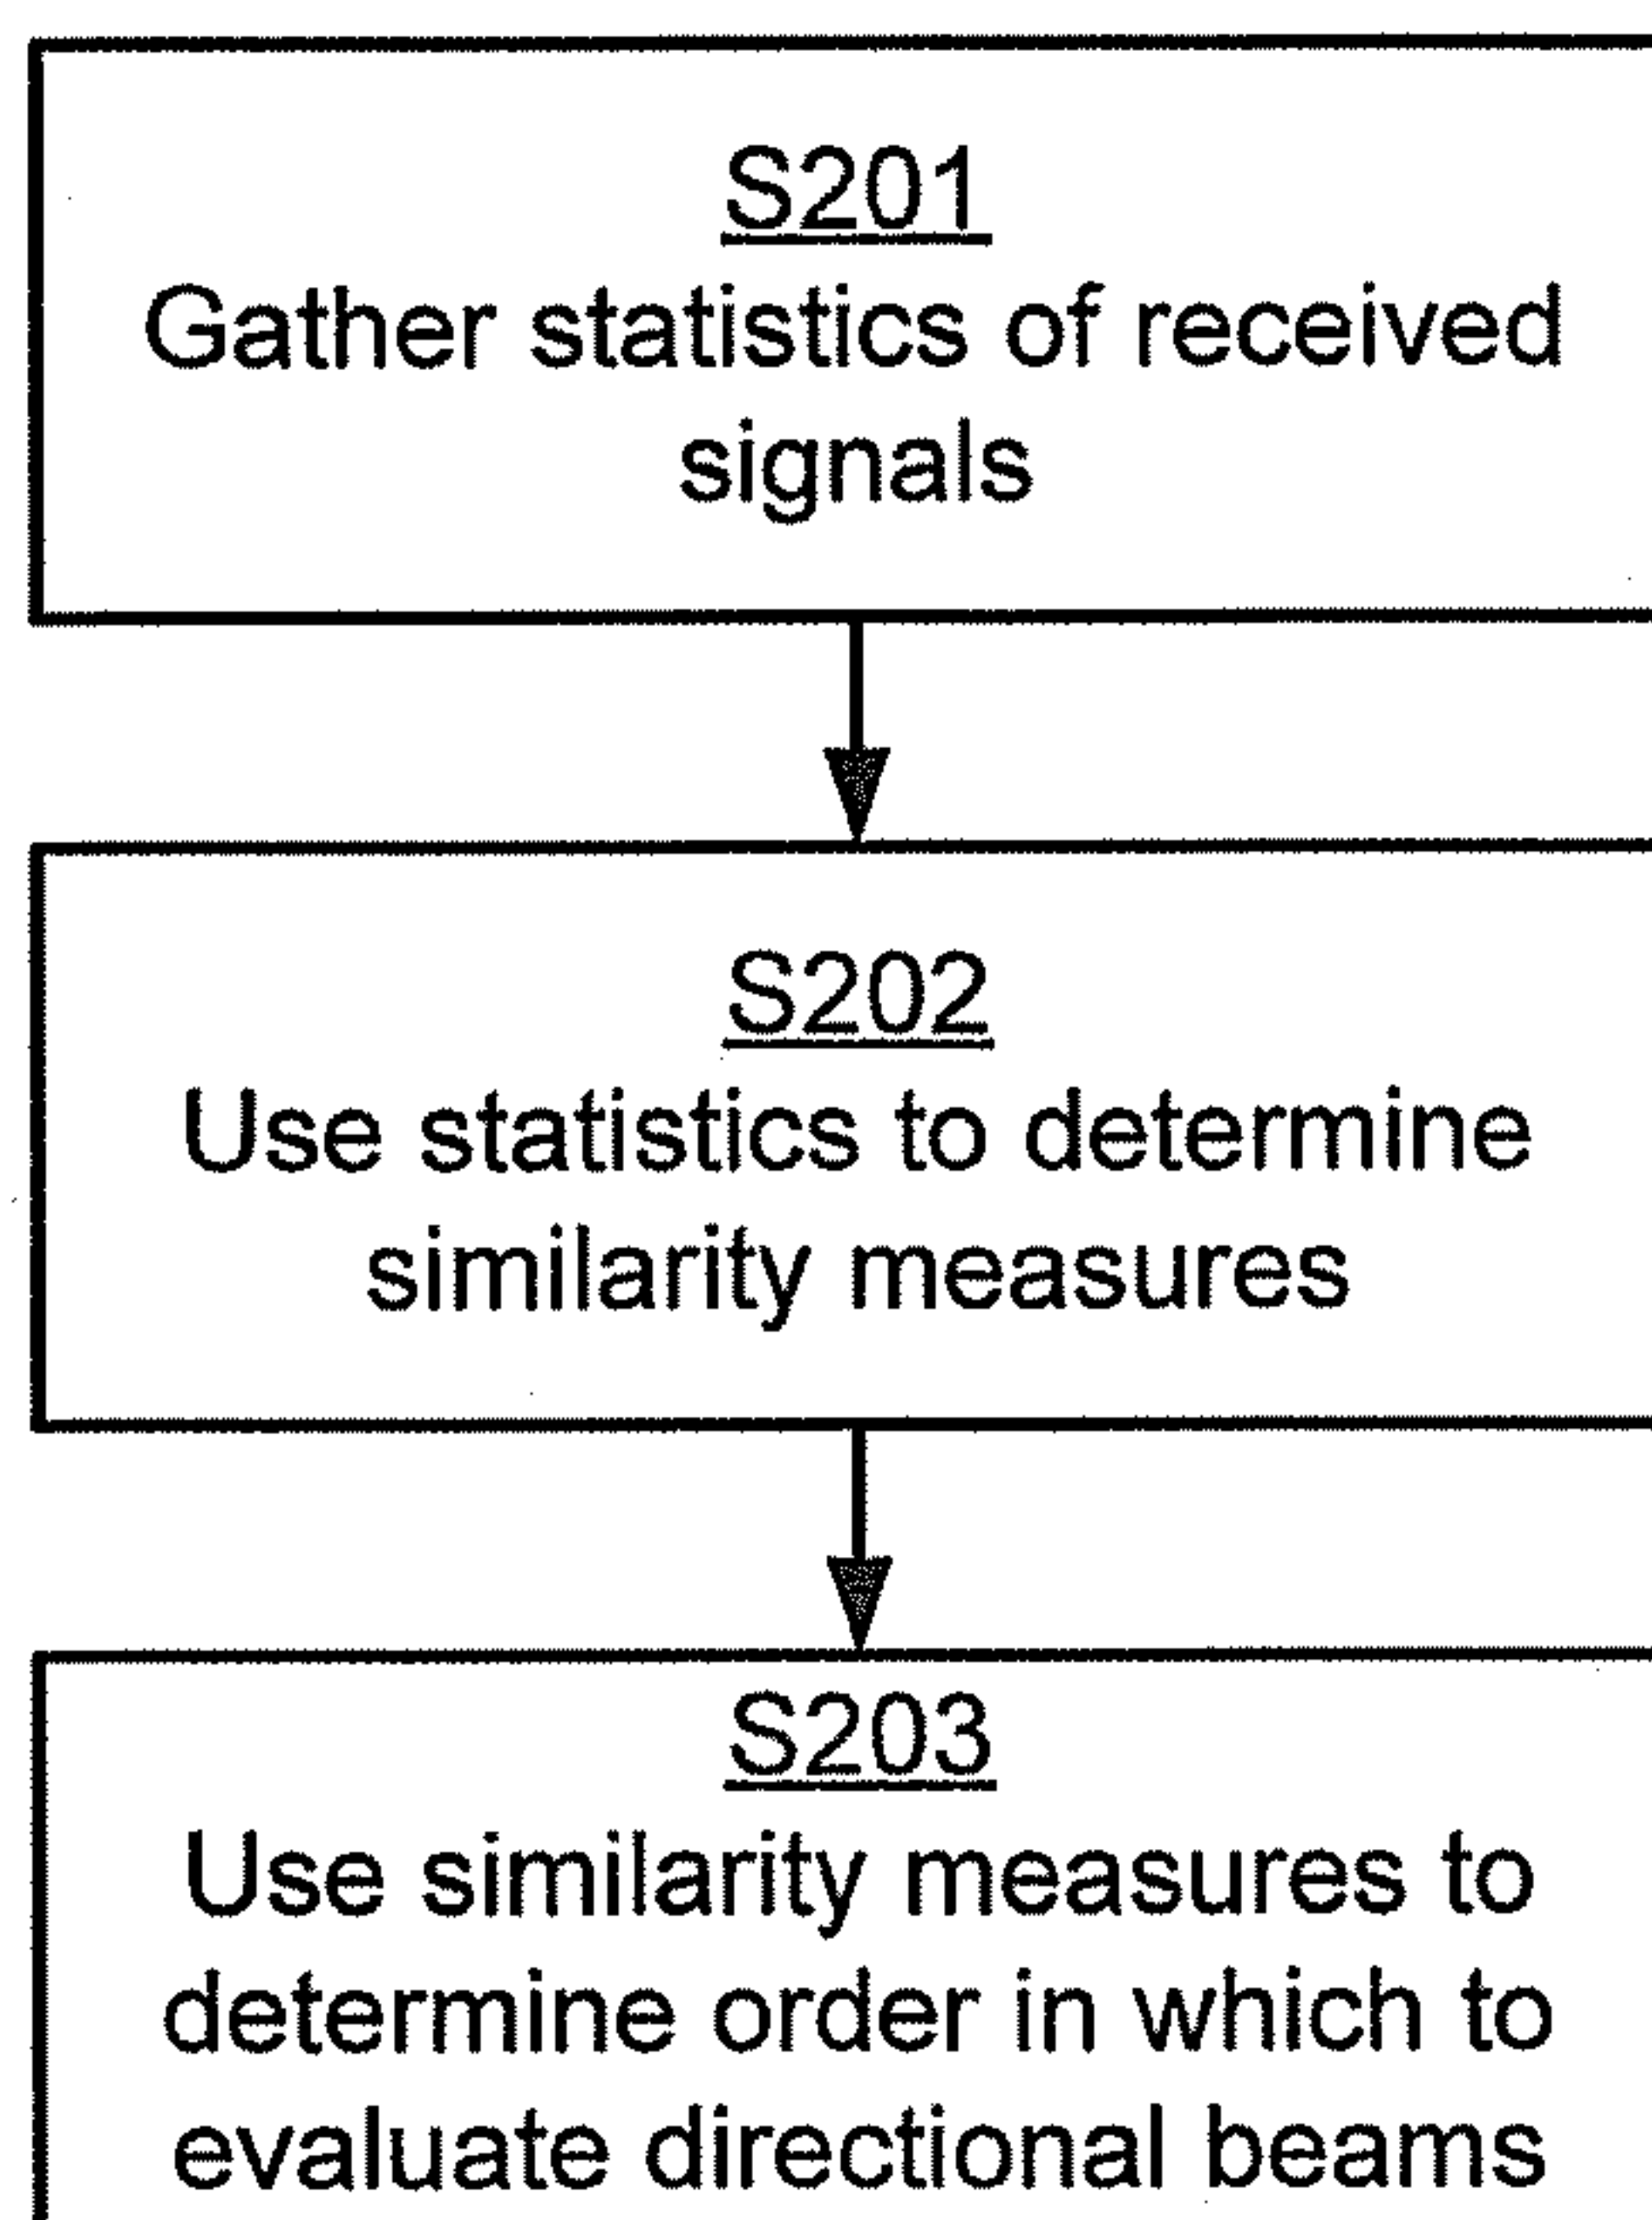 S201
Gather statistics of received
signals
S202
Use statistics to determine
similarity measures
S203
Use similarity measures to
determine order in which to
evaluate directional beams